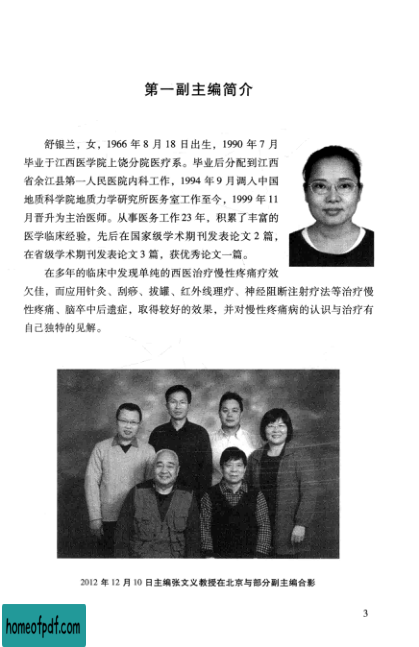 第一副主编简介
舒银兰，女，1966 年 8 月 18 日出生，1990 年 7 月
毕业于江西医学院上饶分院医疗系。毕业后分配到江西
省余江县第一人民医院内科工作，1994 年 9 月调入中国
地质科学院地质力学研究所医务室工作至今，1999 年 11
月晋升为主治医师。从事医务工作 23 年，积累了丰富的
医学临床经验，先后在国家级学术期刊发表论文 2 篇，
在省级学术期刊发表论文 3 篇，获优秀论文一篇。
在多年的临床中发现单纯的西医治疗慢性疼痛疗效
欠佳，而应用针灸、刮痧、拔罐、红外线理疗、神经阻断注射疗法等治疗慢
性疼痛、脑卒中后遗症，取得较好的效果，并对慢性疼痛病的认识与治疗有
自己独特的见解。
2012 年 12 月 10 日主编张文义教授在北京与部分副主编合影
3
homeofpdf.com